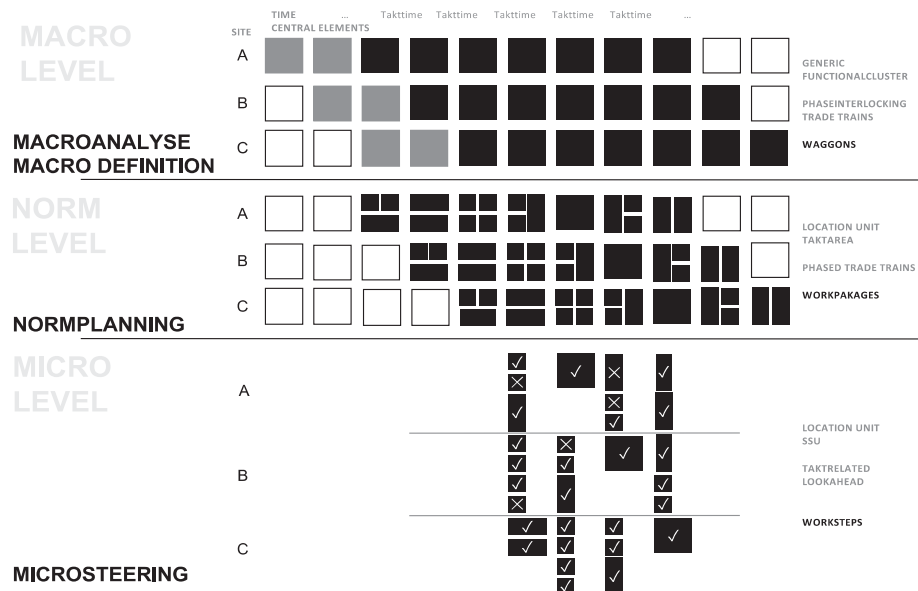 TIME ... Takttime Takttime Takttime Takttime Takttime ...
SITE CENTRAL ELEMENTS
MACRO
LEVEL
A
GENERIC
FUNCTIONALCLUSTER
B
PHASEINTERLOCKING
TRADE TRAINS
MACROANALYSE
MACRO DEFINITION
C
WAGGONS
NORM
LEVEL
A
LOCATION UNIT
TAKTAREA
B
PHASED TRADE TRAINS
C
WORKPAKAGES
NORMPLANNING
MICRO
LEVEL
A
LOCATION UNIT
SSU
B
TAKTRELATED
LOOKAHEAD
WORKSTEPS
C
MICROSTEERING